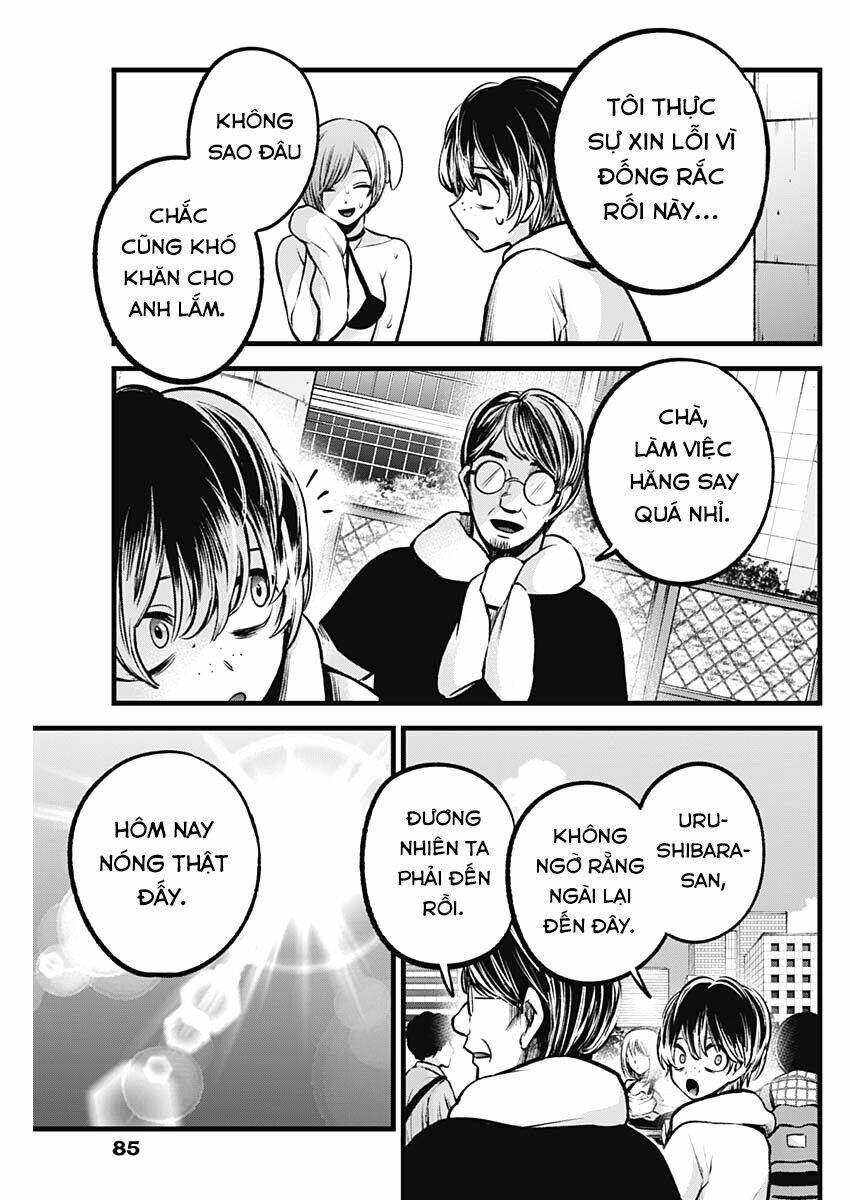 TÔI THỰC
SỰ XIN LỖI VÌ
ĐỐNG RẮC
RỐI NÀY...
KHÔNG
SAO ĐÂU
CHẮC
CŨNG KHÓ
KHĂN CHO
ANH LẮM.
CHÀ,
LÀM VIỆC
HĂNG SAY
QUÁ NHỈ.
URU-
SHIBARA-
SAN,
KHÔNG
NGỜ RẰNG
NGÀI LẠI
ĐẾN ĐÂY.
ĐƯƠNG
NHIÊN TA
PHẢI ĐẾN
RỒI.
HÔM NAY
NÓNG THẬT
ĐẤY.
85